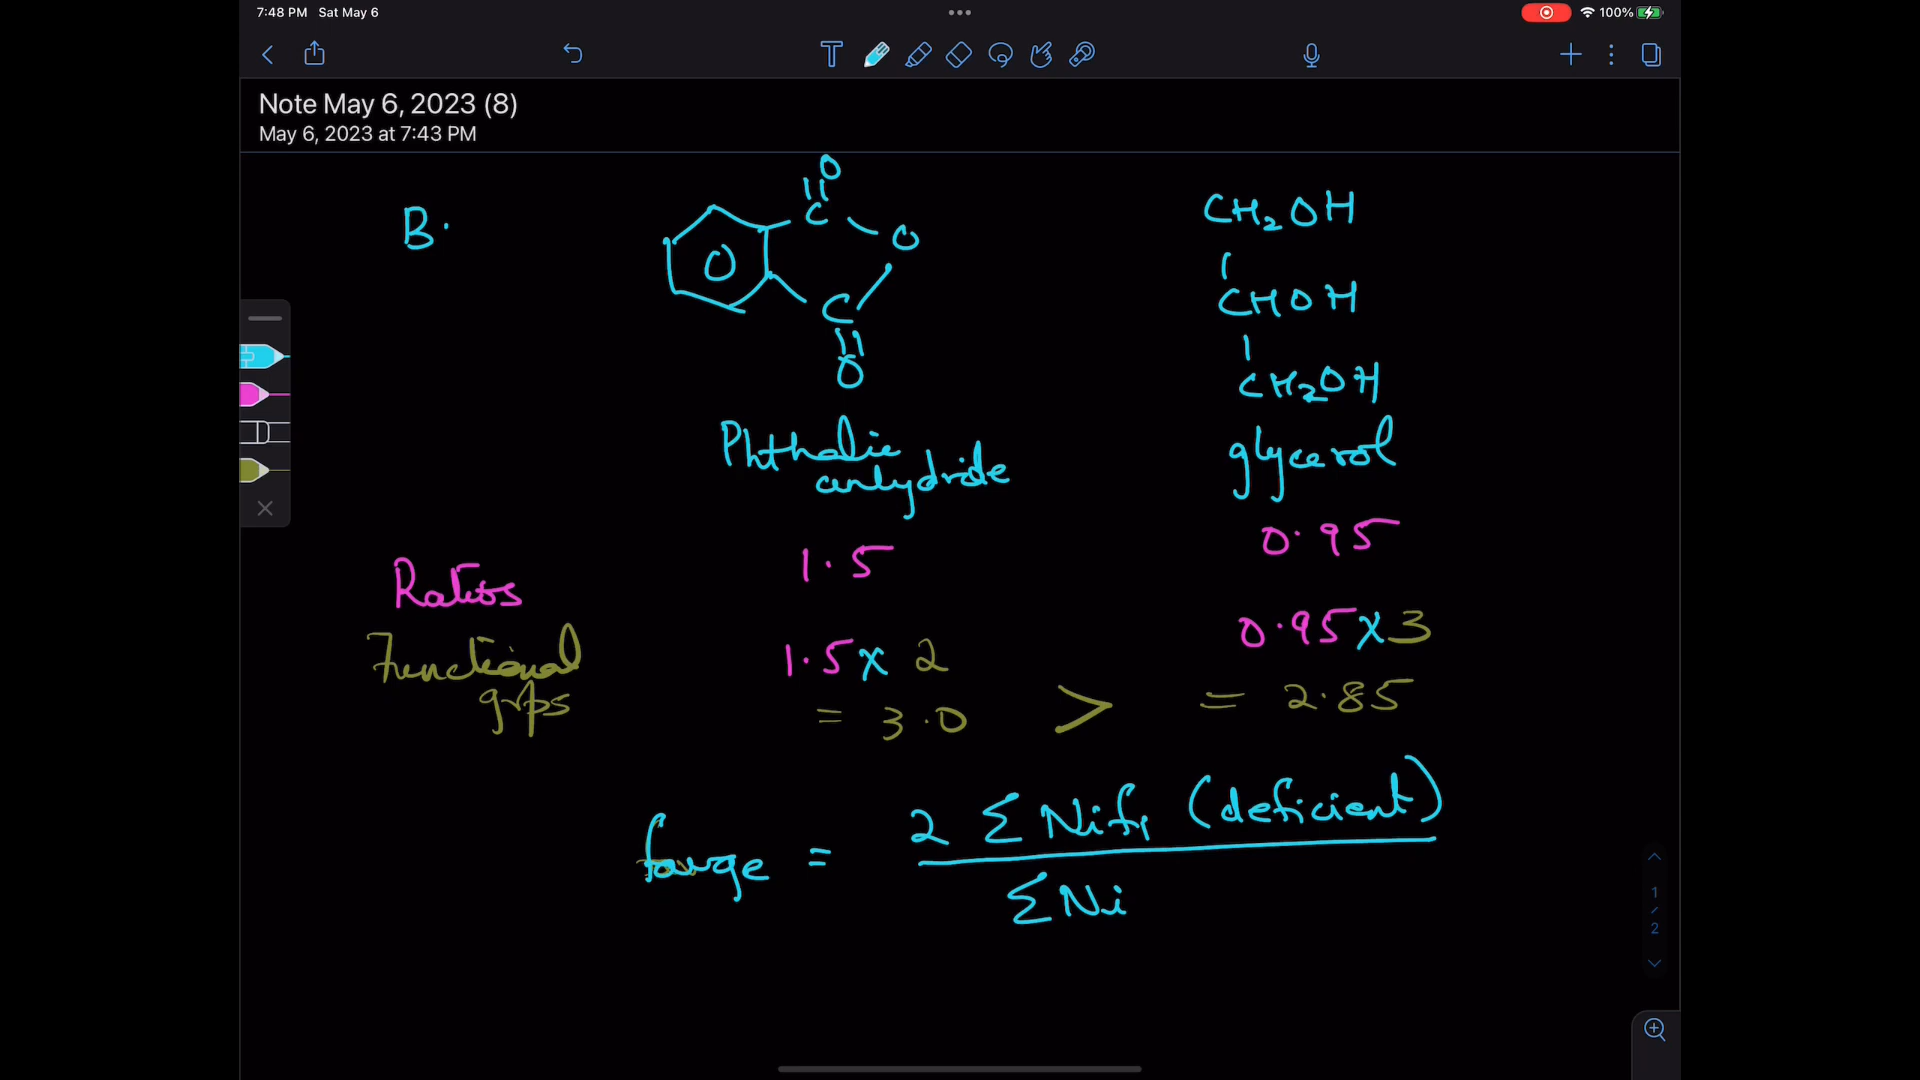 7:48 PM Sat May 6
100%
Note May 6, 2023 (8)
May 6, 2023 at 7:43 PM
B.
O
C
O
O
C
O
CH₂OH
CHOH
CH₂OH
Phthalic
anhydride
glycerol
Ratios
1.5
0.95
Functional
grps
1.5 x 2
0.95 x 3
= 3.0 > = 2.85
favge = 2 Σ Nifi (deficient)
Σ Ni
1
2